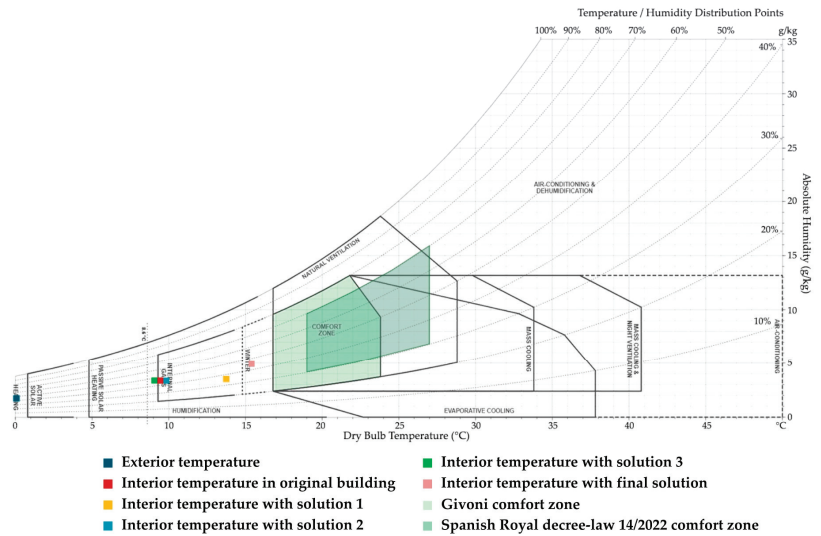 Temperature / Humidity Distribution Points
100% 90% 80% 70% 60% 50% g/kg
40% 35
30
30%
25
AIR-CONDITIONING &
DEHUMIDIFICATION
20
20%
NATURAL VENTILATION
15
Absolute Humidity (g/kg)
10
10%
COMFORT
ZONE
WINTER
MASS COOLING
MASS COOLING &
NIGHT VENTILATION
AIR-CONDITIONING
5
HEATING
ACTIVE
SOLAR
PASSIVE SOLAR
HEATING
INTERNAL
GAINS
HUMIDIFICATION
EVAPORATIVE COOLING
0
0 5 10 15 20 25 30 35 40 45 °C
Dry Bulb Temperature (°C)
Exterior temperature
Interior temperature in original building
Interior temperature with solution 1
Interior temperature with solution 2
Interior temperature with solution 3
Interior temperature with final solution
Givoni comfort zone
Spanish Royal decree-law 14/2022 comfort zone